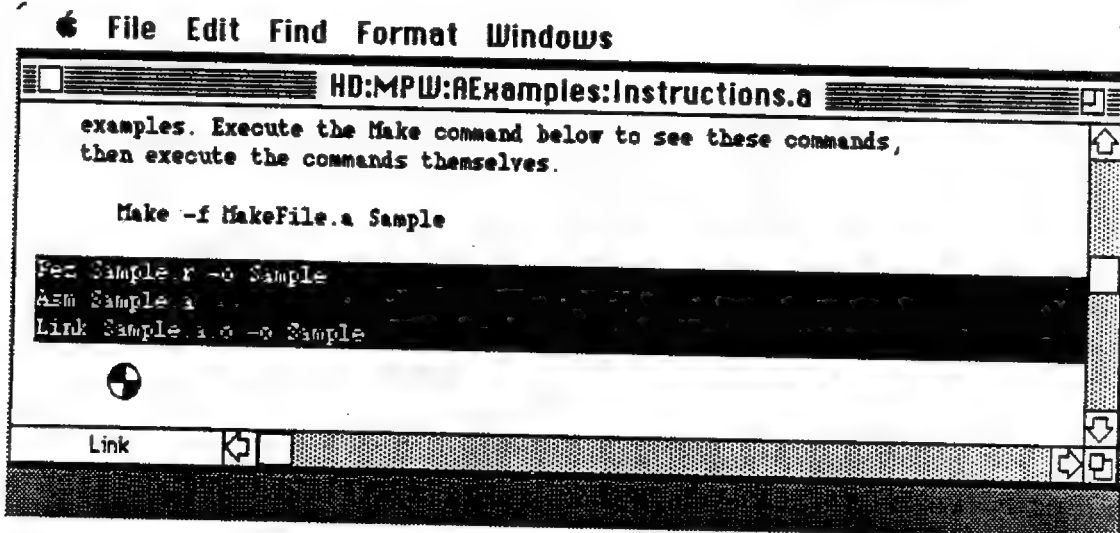 File Edit Find Format Windows
HD:MPW:AExamples:Instructions.a
examples. Execute the Make command below to see these commands,
then execute the commands themselves.
Make -f MakeFile.a Sample
Rez Sample.r -o Sample
Asm Sample.a
Link Sample.a.o -o Sample
Link